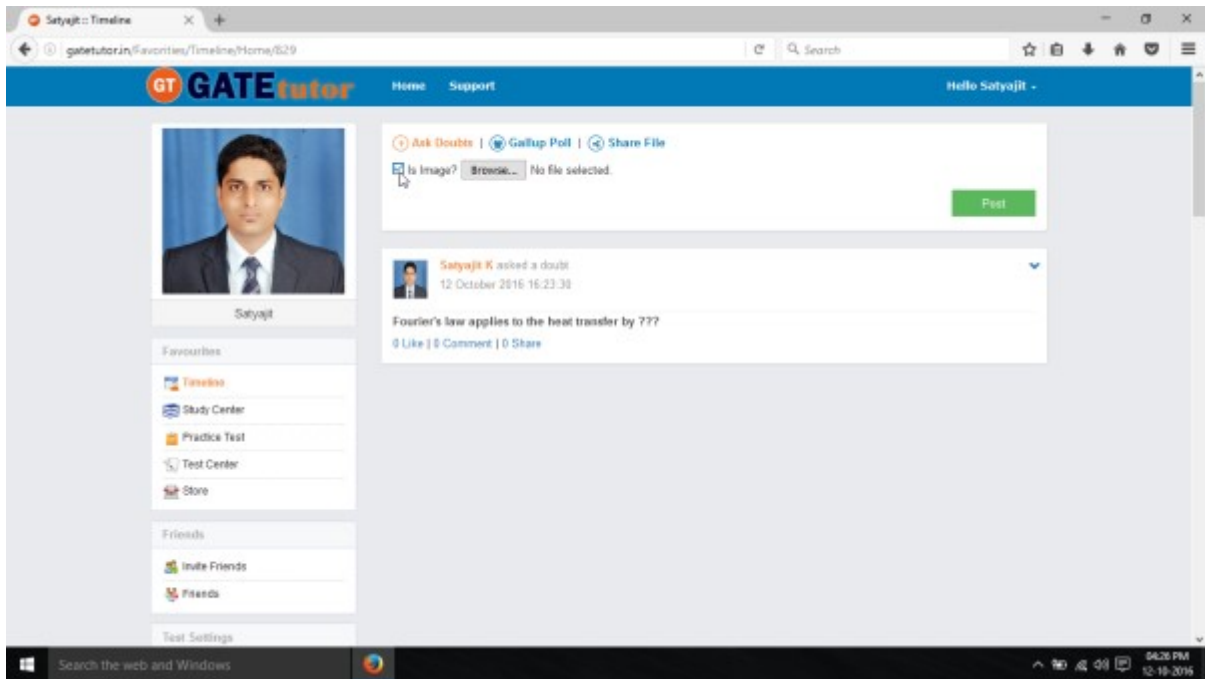 Satyajit :: Timeline
gatetutor.in/Favorities/Timeline/Home/829
Search
GT GATEtutor
Home Support
Hello Satyajit
Ask Doubts | Gallup Poll | Share File
Is Image? Browse... No file selected.
Post
Satyajit K asked a doubt
12 October 2016 16:23:30
Fourier's law applies to the heat transfer by ???
0 Like | 0 Comment | 0 Share
Satyajit
Favourites
Timeline
Study Center
Practice Test
Test Center
Store
Friends
Invite Friends
Friends
Test Settings
Search the web and Windows
04:26 PM
12-10-2016